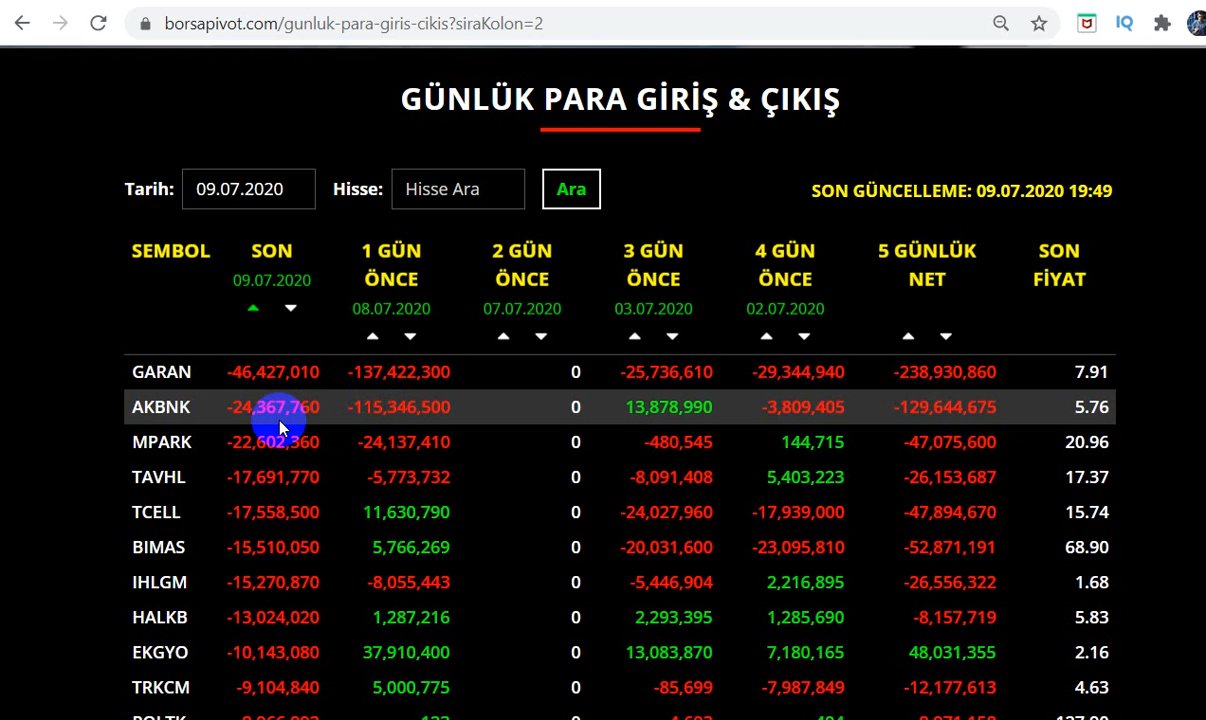 borsapivot.com/gunluk-para-giris-cikis?siraKolon=2
IQ
GÜNLÜK PARA GİRİŞ & ÇIKIŞ
Tarih: 09.07.2020 Hisse: Hisse Ara Ara SON GÜNCELLEME: 09.07.2020 19:49
SEMBOL SON 1 GÜN 2 GÜN 3 GÜN 4 GÜN 5 GÜNLÜK SON
09.07.2020 ÖNCE ÖNCE ÖNCE ÖNCE NET FİYAT
08.07.2020 07.07.2020 03.07.2020 02.07.2020
GARAN -46,427,010 -137,422,300 0 -25,736,610 -29,344,940 -238,930,860 7.91
AKBNK -24,367,760 -115,346,500 0 13,878,990 -3,809,405 -129,644,675 5.76
MPARK -22,602,360 -24,137,410 0 -480,545 144,715 -47,075,600 20.96
TAVHL -17,691,770 -5,773,732 0 -8,091,408 5,403,223 -26,153,687 17.37
TCELL -17,558,500 11,630,790 0 -24,027,960 -17,939,000 -47,894,670 15.74
BIMAS -15,510,050 5,766,269 0 -20,031,600 -23,095,810 -52,871,191 68.90
IHLGM -15,270,870 -8,055,443 0 -5,446,904 2,216,895 -26,556,322 1.68
HALKB -13,024,020 1,287,216 0 2,293,395 1,285,690 -8,157,719 5.83
EKGYO -10,143,080 37,910,400 0 13,083,870 7,180,165 48,031,355 2.16
TRKCM -9,104,840 5,000,775 0 -85,699 -7,987,849 -12,177,613 4.63